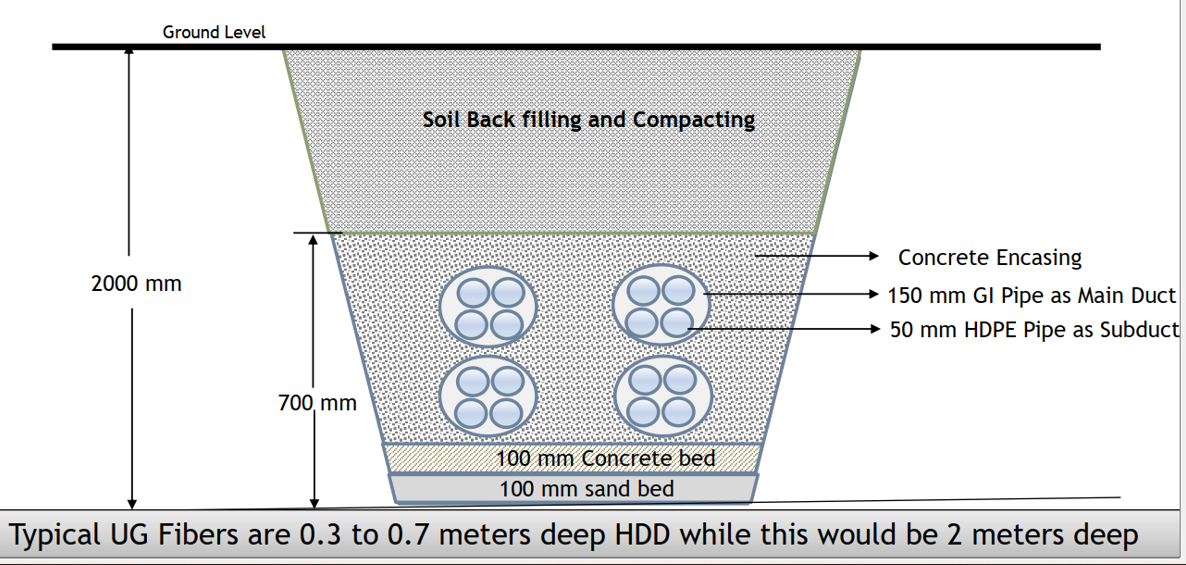 Ground Level
Soil Back filling and Compacting
Concrete Encasing
2000 mm
150 mm GI Pipe as Main Duct
50 mm HDPE Pipe as Subduct
700 mm
100 mm Concrete bed
100 mm sand bed
Typical UG Fibers are 0.3 to 0.7 meters deep HDD while this would be 2 meters deep